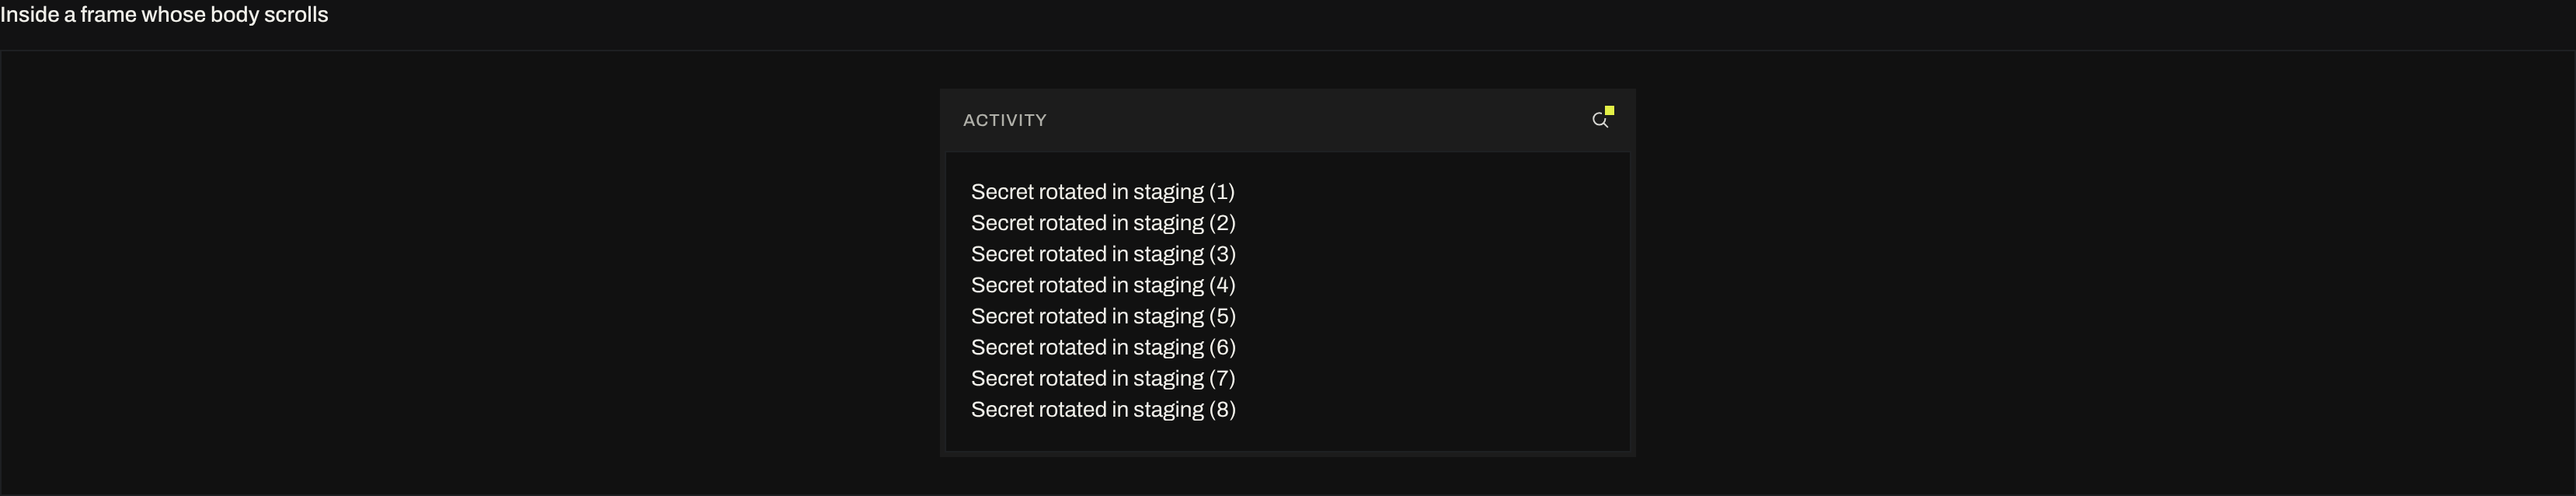 Inside a frame whose body scrolls
ACTIVITY
Secret rotated in staging (1)
Secret rotated in staging (2)
Secret rotated in staging (3)
Secret rotated in staging (4)
Secret rotated in staging (5)
Secret rotated in staging (6)
Secret rotated in staging (7)
Secret rotated in staging (8)